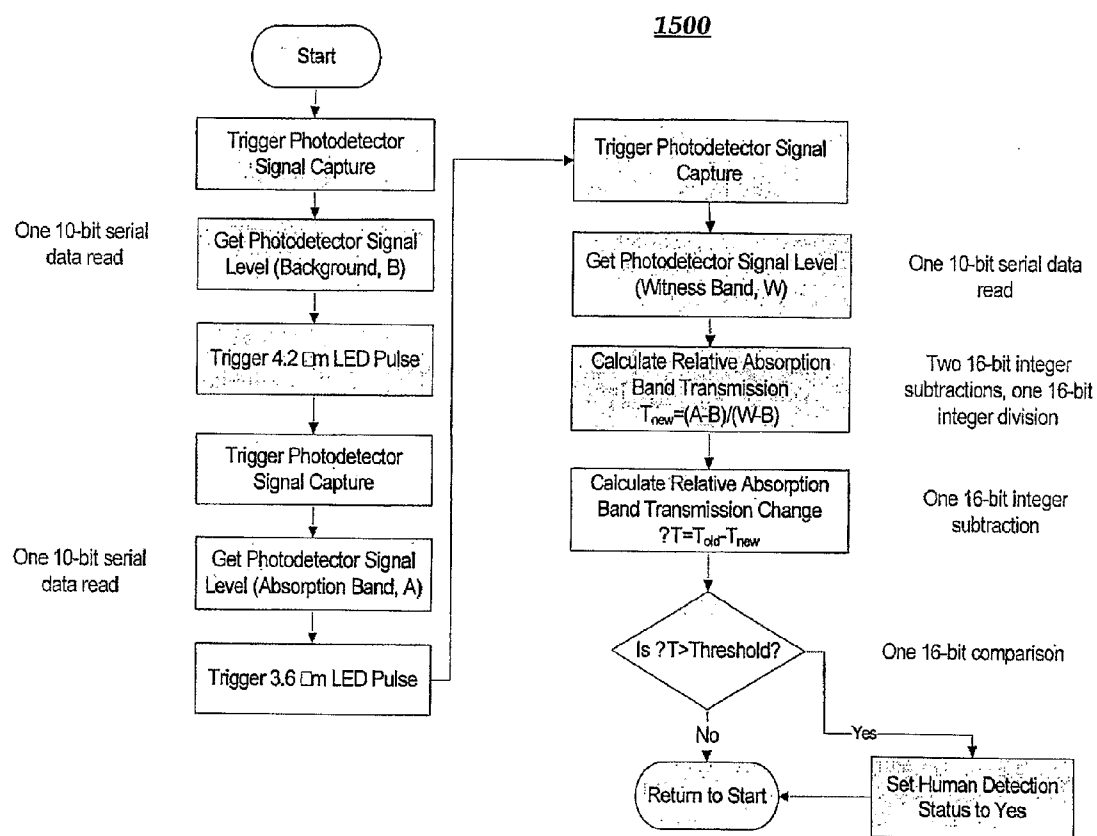 1500
Start
Trigger Photodetector
Signal Capture
One 10-bit serial
data read
Get Photodetector Signal
Level (Background, B)
Trigger 4.2 □m LED Pulse
Trigger Photodetector
Signal Capture
One 10-bit serial
data read
Get Photodetector Signal
Level (Absorption Band, A)
Trigger 3.6 □m LED Pulse
Trigger Photodetector Signal
Capture
Get Photodetector Signal Level
(Witness Band, W)
One 10-bit serial data
read
Calculate Relative Absorption
Band Transmission
Tnew=(A-B)/(W-B)
Two 16-bit integer
subtractions, one 16-bit
integer division
Calculate Relative Absorption
Band Transmission Change
?T=Told-Tnew
One 16-bit integer
subtraction
Is ?T>Threshold?
One 16-bit comparison
No
Yes
Return to Start
Set Human Detection
Status to Yes